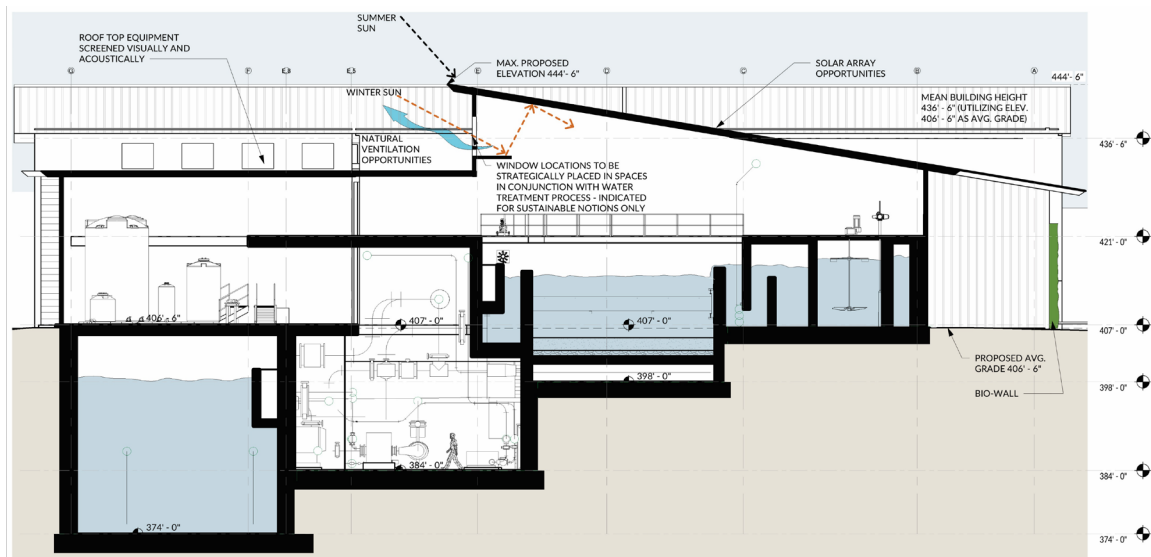 SUMMER
SUN
ROOF TOP EQUIPMENT
SCREENED VISUALLY AND
ACOUSTICALLY
MAX. PROPOSED
ELEVATION 444'- 6"
SOLAR ARRAY
OPPORTUNITIES
G
F
E.8
E.5
E
D
C
B
A
444'- 6"
WINTER SUN
MEAN BUILDING HEIGHT
436' - 6" (UTILIZING ELEV.
406' - 6" AS AVG. GRADE)
NATURAL
VENTILATION
OPPORTUNITIES
436' - 6"
WINDOW LOCATIONS TO BE
STRATEGICALLY PLACED IN SPACES
IN CONJUNCTION WITH WATER
TREATMENT PROCESS - INDICATED
FOR SUSTAINABLE NOTIONS ONLY
421' - 0"
406' - 6"
407' - 0"
407' - 0"
407' - 0"
PROPOSED AVG.
GRADE 406' - 6"
398' - 0"
398' - 0"
BIO-WALL
384' - 0"
384' - 0"
374' - 0"
374' - 0"